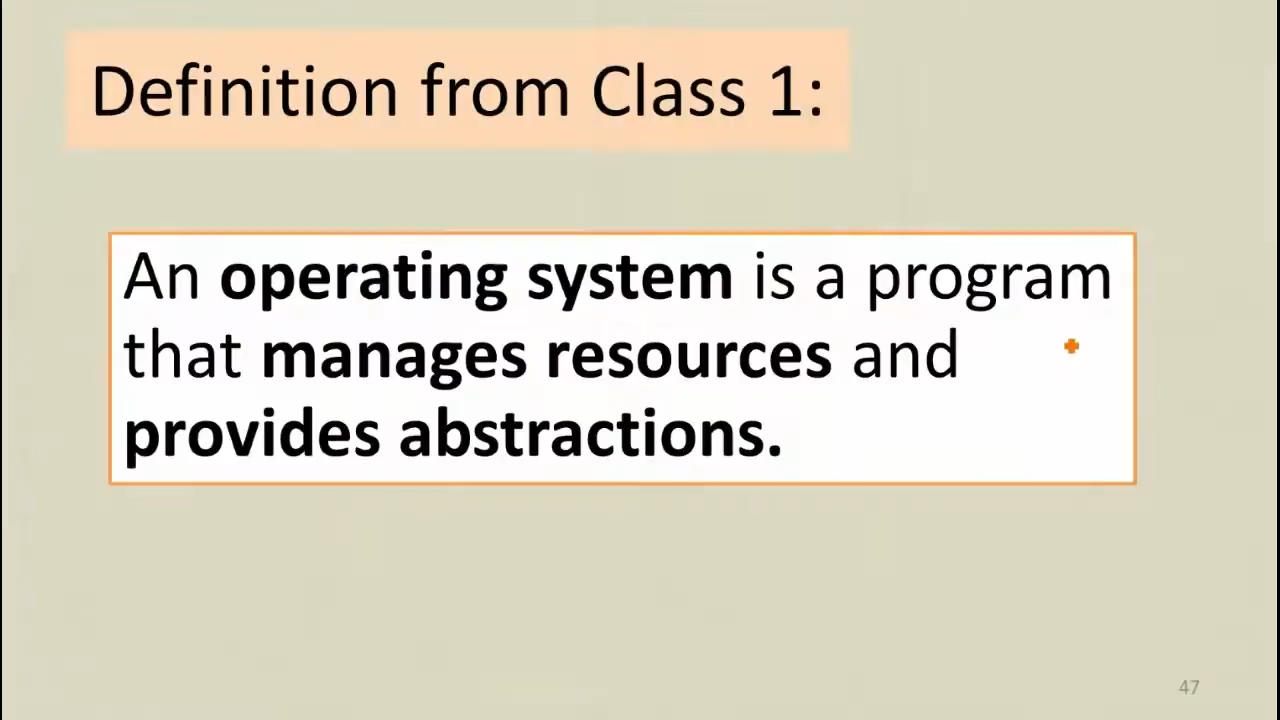 Definition from Class 1:
An operating system is a program
that manages resources and
provides abstractions.
47